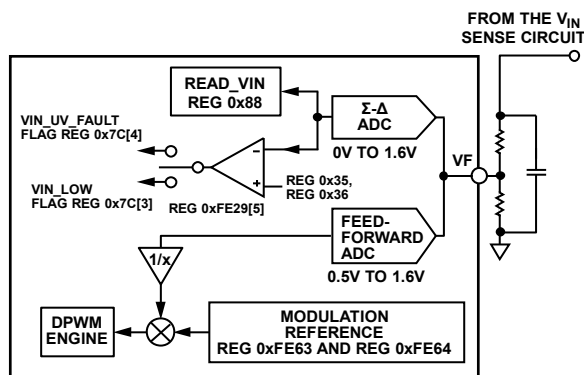 FROM THE VIN
SENSE CIRCUIT
READ_VIN
REG 0x88
Σ-Δ
ADC
0V TO 1.6V
VIN_UV_FAULT
FLAG REG 0x7C[4]
VIN_LOW
FLAG REG 0x7C[3]
–
+
REG 0x35,
REG 0x36
REG 0xFE29[5]
VF
FEED-
FORWARD
ADC
0.5V TO 1.6V
1/x
DPWM
ENGINE
MODULATION
REFERENCE
REG 0xFE63 AND REG 0xFE64